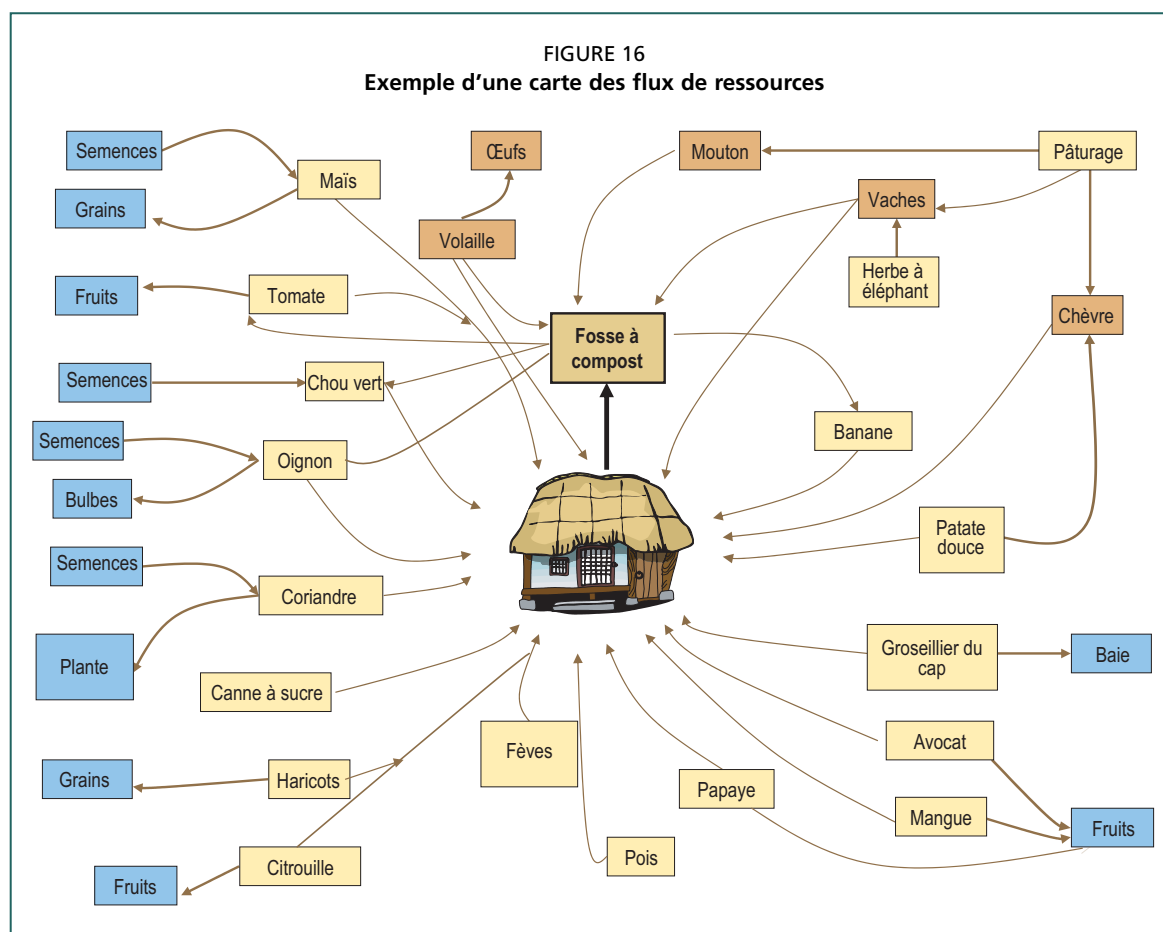 FIGURE 16
Exemple d'une carte des flux de ressources
Semences
Œufs
Mouton
Pâturage
Maïs
Grains
Vaches
Volaille
Herbe à
éléphant
Fruits
Tomate
Chèvre
Fosse à
compost
Semences
Chou vert
Semences
Banane
Oignon
Bulbes
Patate
douce
Semences
Coriandre
Groseillier du
cap
Baie
Plante
Canne à sucre
Fèves
Avocat
Grains
Haricots
Papaye
Mangue
Fruits
Pois
Citrouille
Fruits